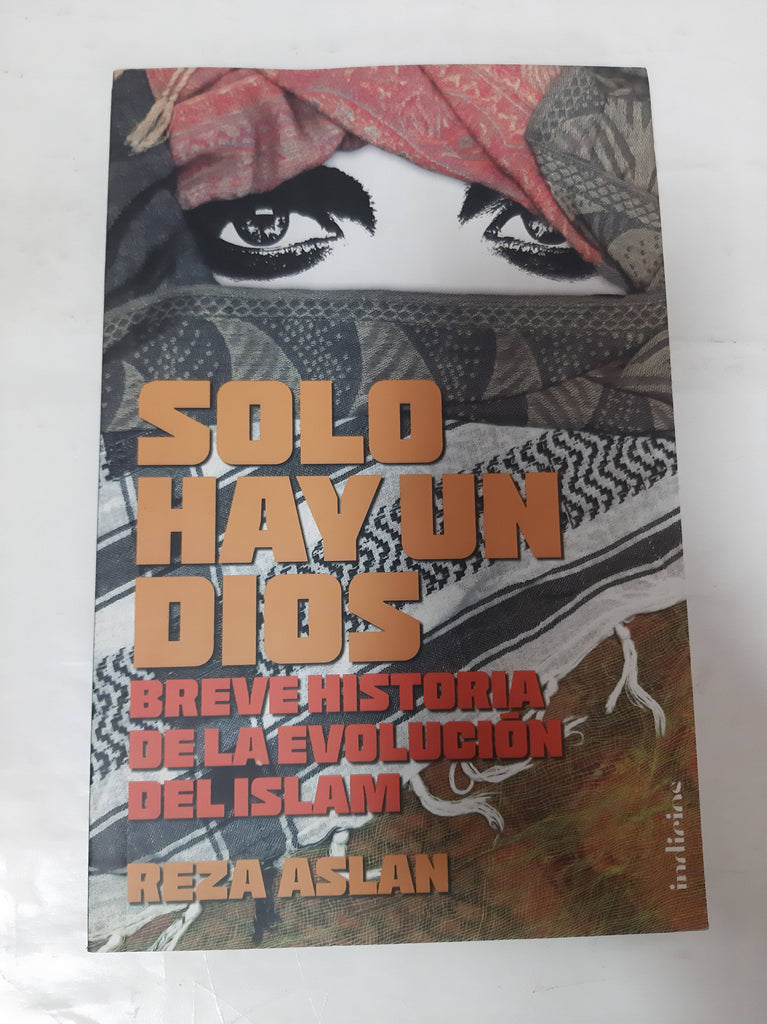 SOLO
HAY UN
DIOS
BREVE HISTORIA
DE LA EVOLUCIÓN
DEL ISLAM
REZA ASLAN
indicios